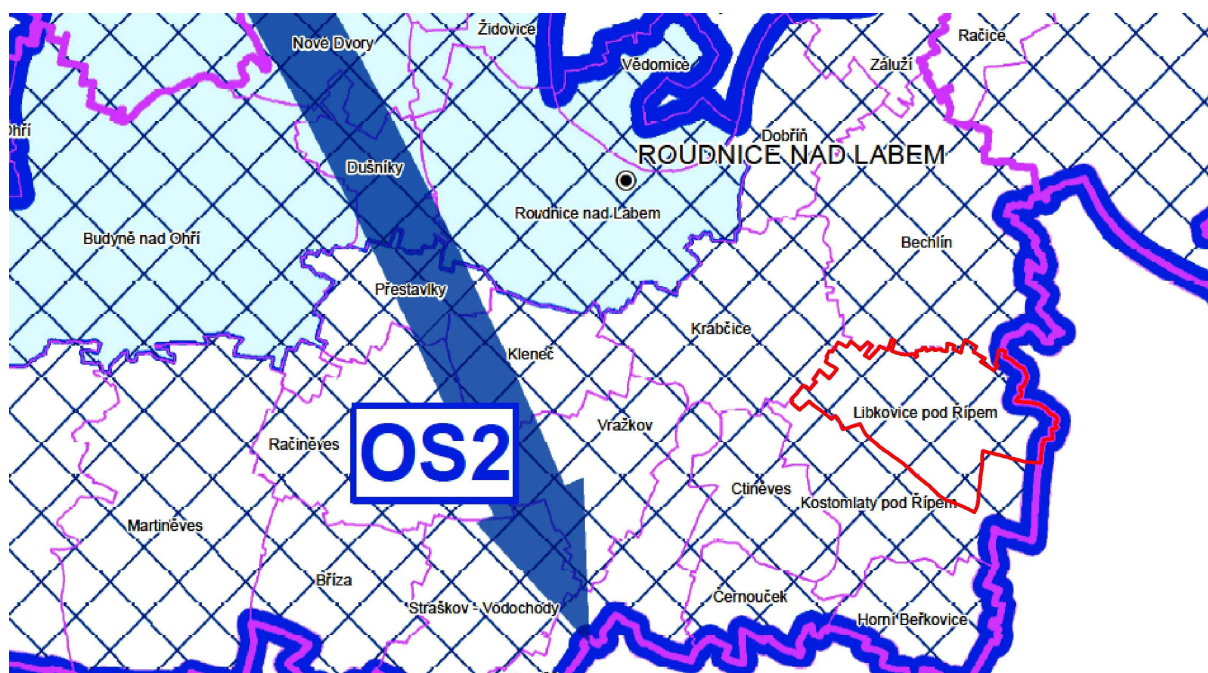 Židovice
Nové Dvory
Račice
Vědomice
Záluží
Ohří
Dobříň
ROUDNICE NAD LABEM
Dušníky
Roudnice nad Labem
Budyně nad Ohří
Bechlín
Přestavlky
Krabčice
Kleneč
Libkovice pod Řípem
Vražkov
Račiněves
OS2
Ctiněves
Kostomlaty pod Řípem
Martiněves
Bříza
Černouček
Straškov - Vodochody
Horní Beřkovice